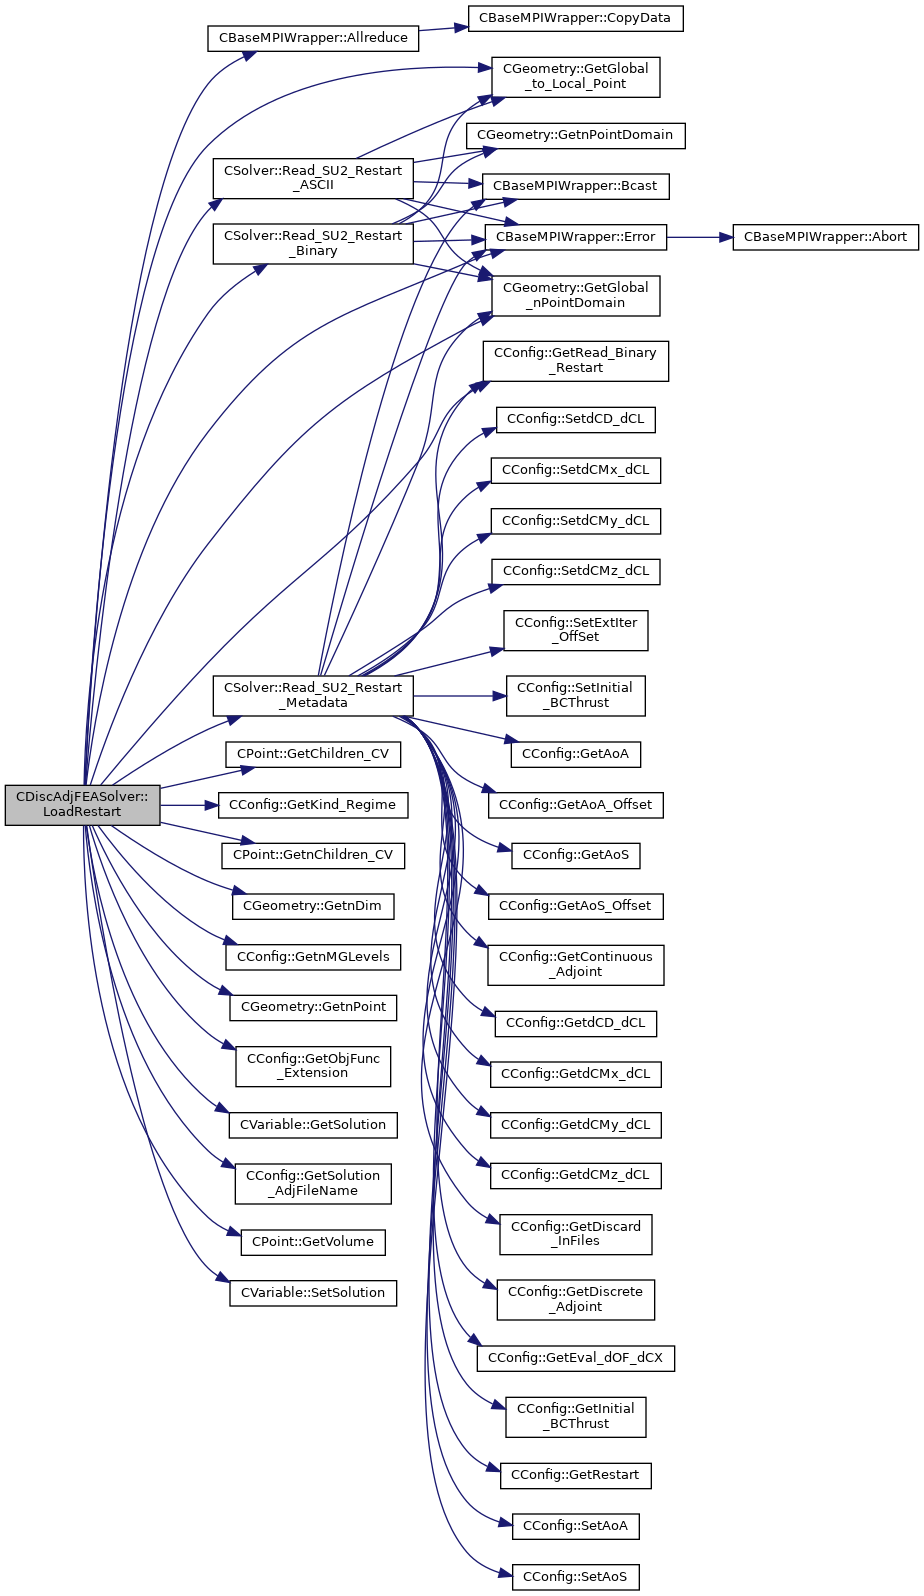 CDiscAdjFEASolver::
LoadRestart
CBaseMPIWrapper::Allreduce
CSolver::Read_SU2_Restart
_ASCII
CSolver::Read_SU2_Restart
_Binary
CSolver::Read_SU2_Restart
_Metadata
CPoint::GetChildren_CV
CConfig::GetKind_Regime
CPoint::GetnChildren_CV
CGeometry::GetnDim
CConfig::GetnMGLevels
CGeometry::GetnPoint
CConfig::GetObjFunc
_Extension
CVariable::GetSolution
CConfig::GetSolution
_AdjFileName
CPoint::GetVolume
CVariable::SetSolution
CBaseMPIWrapper::CopyData
CGeometry::GetGlobal
_to_Local_Point
CGeometry::GetnPointDomain
CBaseMPIWrapper::Bcast
CBaseMPIWrapper::Error
CGeometry::GetGlobal
_nPointDomain
CConfig::GetRead_Binary
_Restart
CConfig::SetdCD_dCL
CConfig::SetdCMx_dCL
CConfig::SetdCMy_dCL
CConfig::SetdCMz_dCL
CConfig::SetExtIter
_OffSet
CConfig::SetInitial
_BCThrust
CConfig::GetAoA
CConfig::GetAoA_Offset
CConfig::GetAoS
CConfig::GetAoS_Offset
CConfig::GetContinuous
_Adjoint
CConfig::GetdCD_dCL
CConfig::GetdCMx_dCL
CConfig::GetdCMy_dCL
CConfig::GetdCMz_dCL
CConfig::GetDiscard
_InFiles
CConfig::GetDiscrete
_Adjoint
CConfig::GetEval_dOF_dCX
CConfig::GetInitial
_BCThrust
CConfig::GetRestart
CConfig::SetAoA
CConfig::SetAoS
CBaseMPIWrapper::Abort